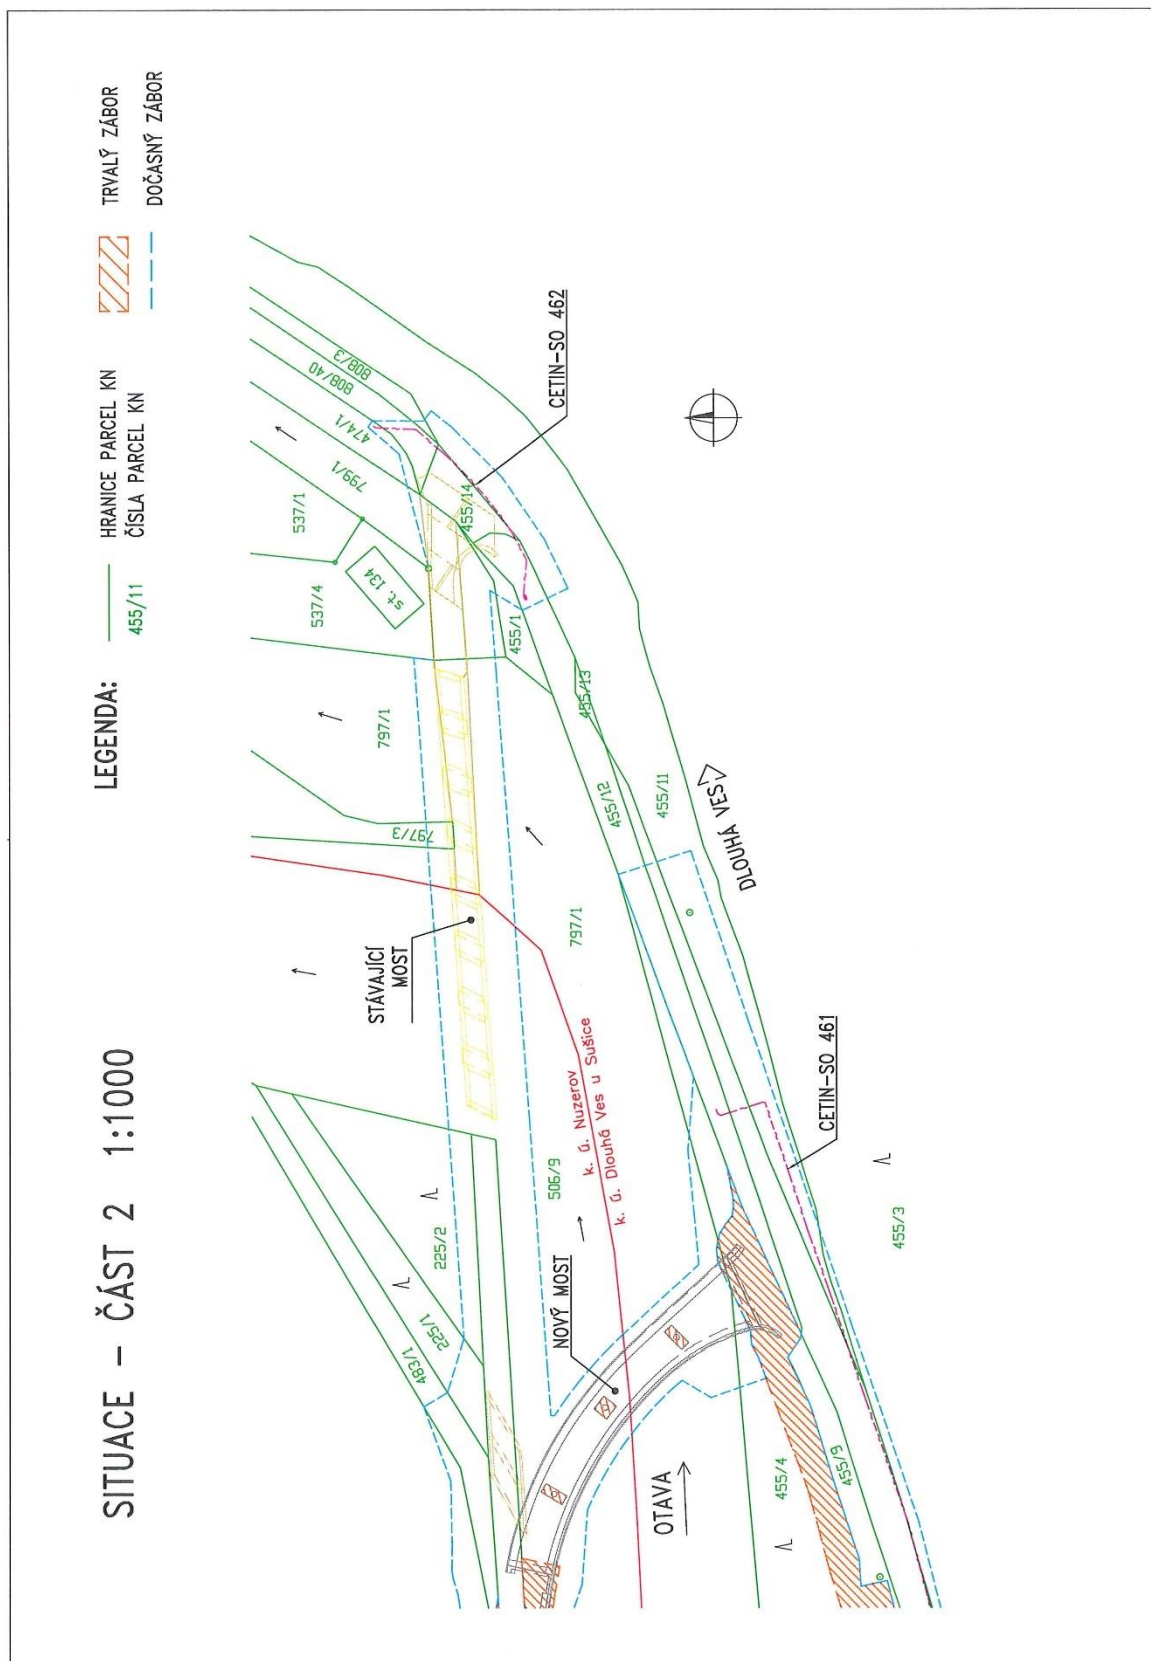 SITUACE - ČÁST 2 1:1000
LEGENDA:
455/11
HRANICE PARCEL KN
ČÍSLA PARCEL KN
TRVALÝ ZÁBOR
DOČASNÝ ZÁBOR
483/1
225/1
225/2
797/3
797/1
537/4
537/1
st. 134
799/1
474/1
808/40
808/3
STÁVAJÍCÍ
MOST
455/14
455/1
CETIN-SO 462
NOVÝ MOST
506/9
k. ú. Nuzerov
k. ú. Dlouhá Ves u Sušice
797/1
455/12
455/13
455/11
DLOUHÁ VES
OTAVA
455/4
455/9
CETIN-SO 461
455/3